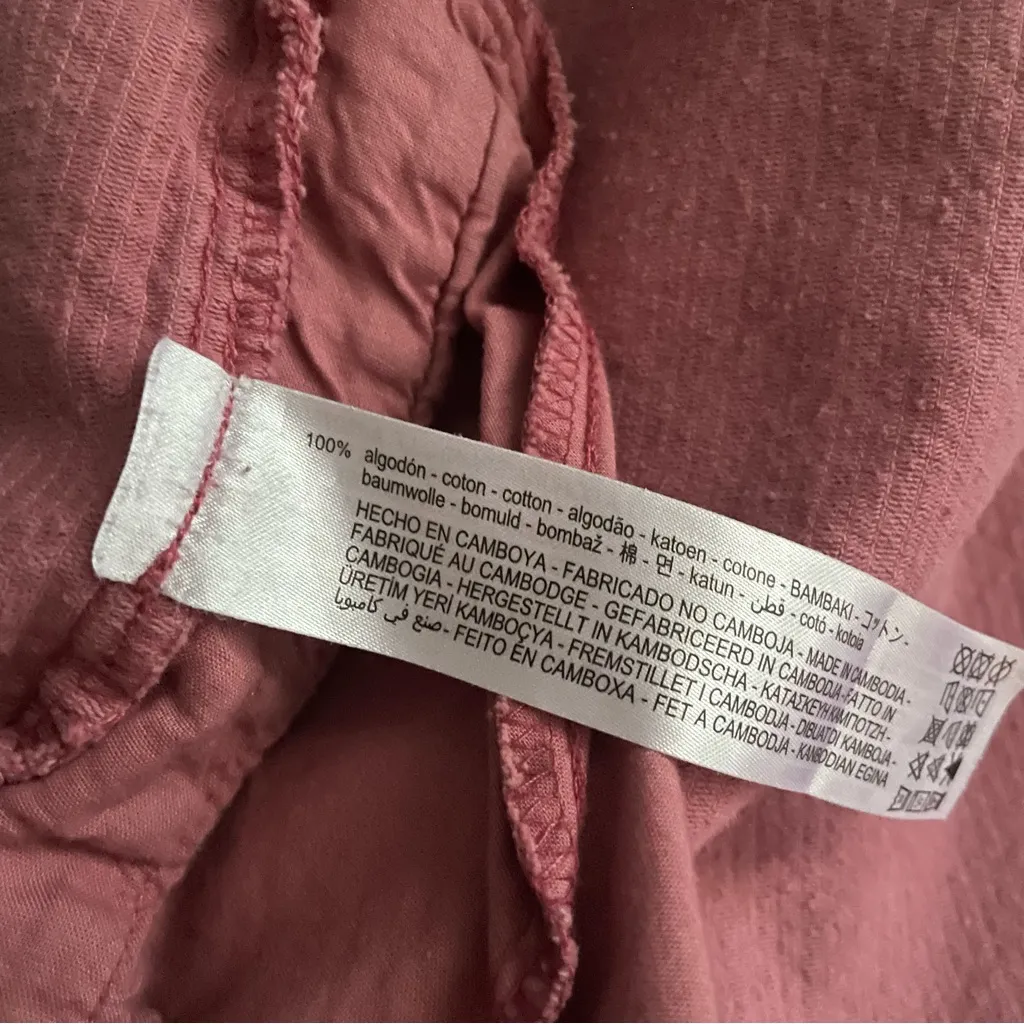 100% algodón - coton - cotton - algodão - katoen - cotone - BAMBAKI - コットン -
baumwolle - bomuld - bombaž - 棉 - 면 - katun - قطن - cotó - kotoia
HECHO EN CAMBOYA - FABRICADO NO CAMBOJA - MADE IN CAMBODIA -
FABRIQUÉ AU CAMBODGE - GEFABRICEERD IN CAMBODJA - FATTO IN
CAMBOGIA - HERGESTELLT IN KAMBODSCHA - ΚΑΤΑΣΚΕΥΗ ΚΑΜΠΟΤΖΗ -
ÜRETİM YERİ KAMBOÇYA - FREMSTILLET I CAMBODJA - DIBUAT DI KAMBOJA -
صنع في كامبوديا - FEITO EN CAMBOXA - FET A CAMBODJA - KANBODIAN EGINA